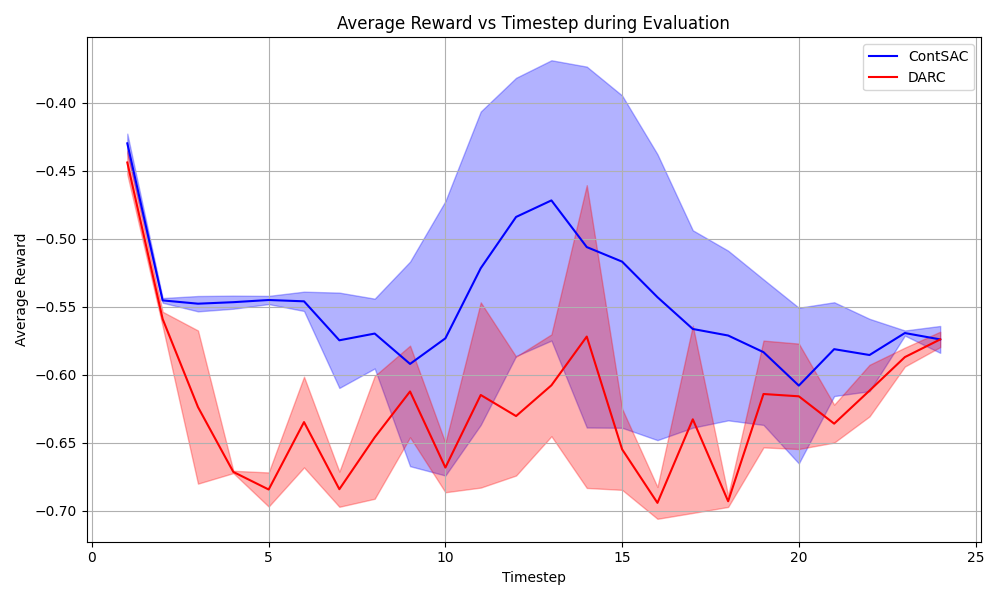 Average Reward vs Timestep during Evaluation
ContSAC
DARC
Average Reward
−0.40
−0.45
−0.50
−0.55
−0.60
−0.65
−0.70
0 5 10 15 20 25
Timestep